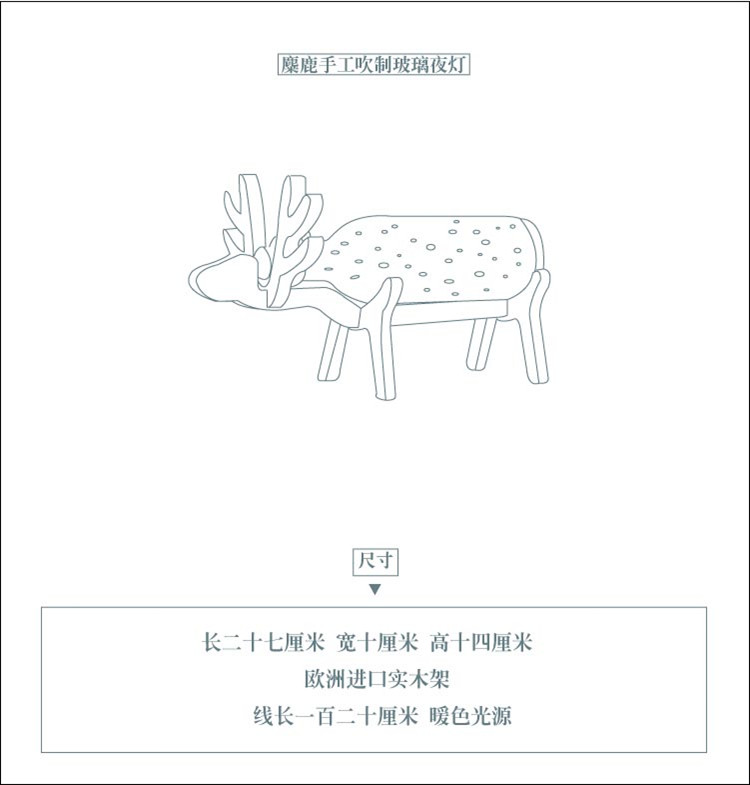 麋鹿手工吹制玻璃夜灯
尺寸
长二十七厘米 宽十厘米 高十四厘米
欧洲进口实木架
线长一百二十厘米 暖色光源